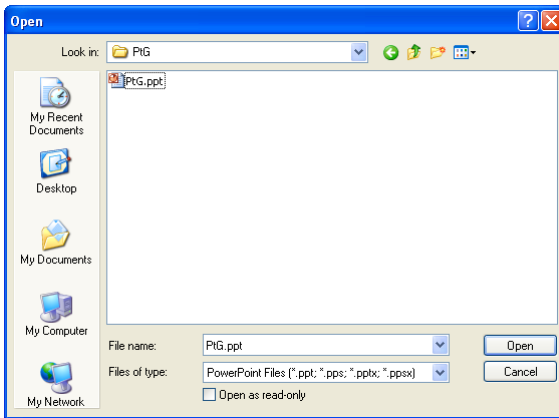 Open
Look in: PtG
PtG.ppt
My Recent
Documents
Desktop
My Documents
My Computer
My Network
File name: PtG.ppt Open
Files of type: PowerPoint Files (*.ppt; *.pps; *.pptx; *.ppsx) Cancel
Open as read-only